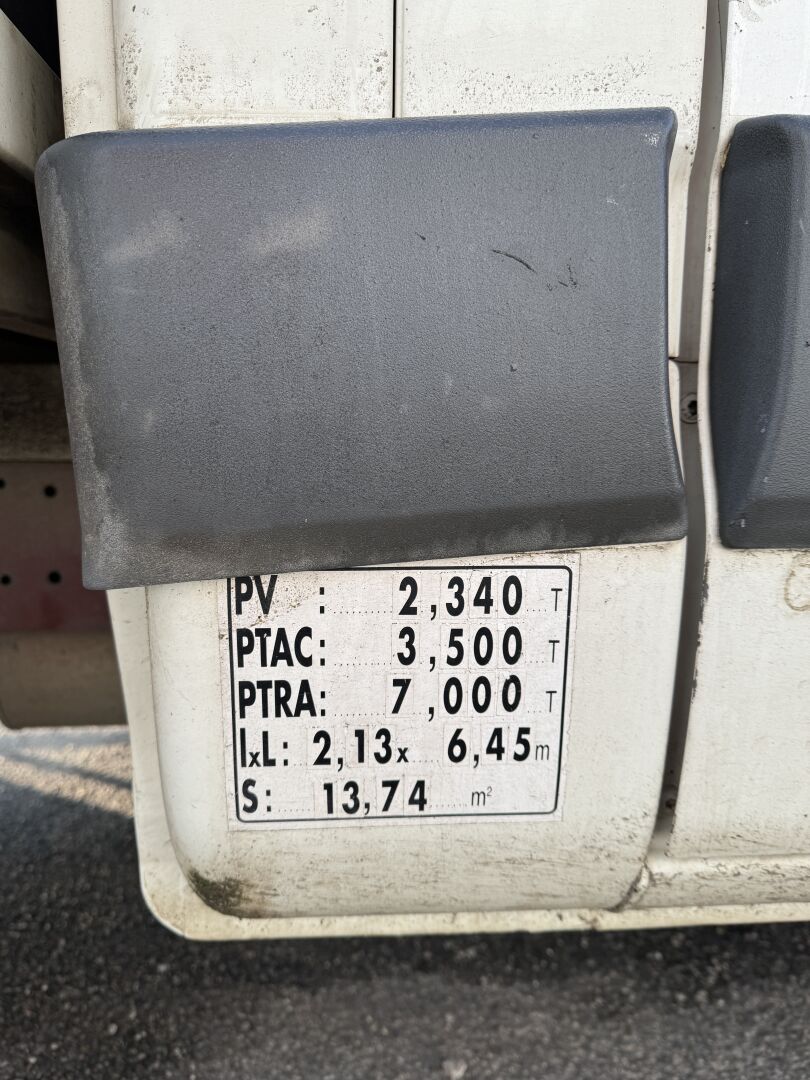 PV : 2,340 T
PTAC: 3,500 T
PTRA: 7,000 T
lxL: 2,13x 6,45m
S: 13,74 m²